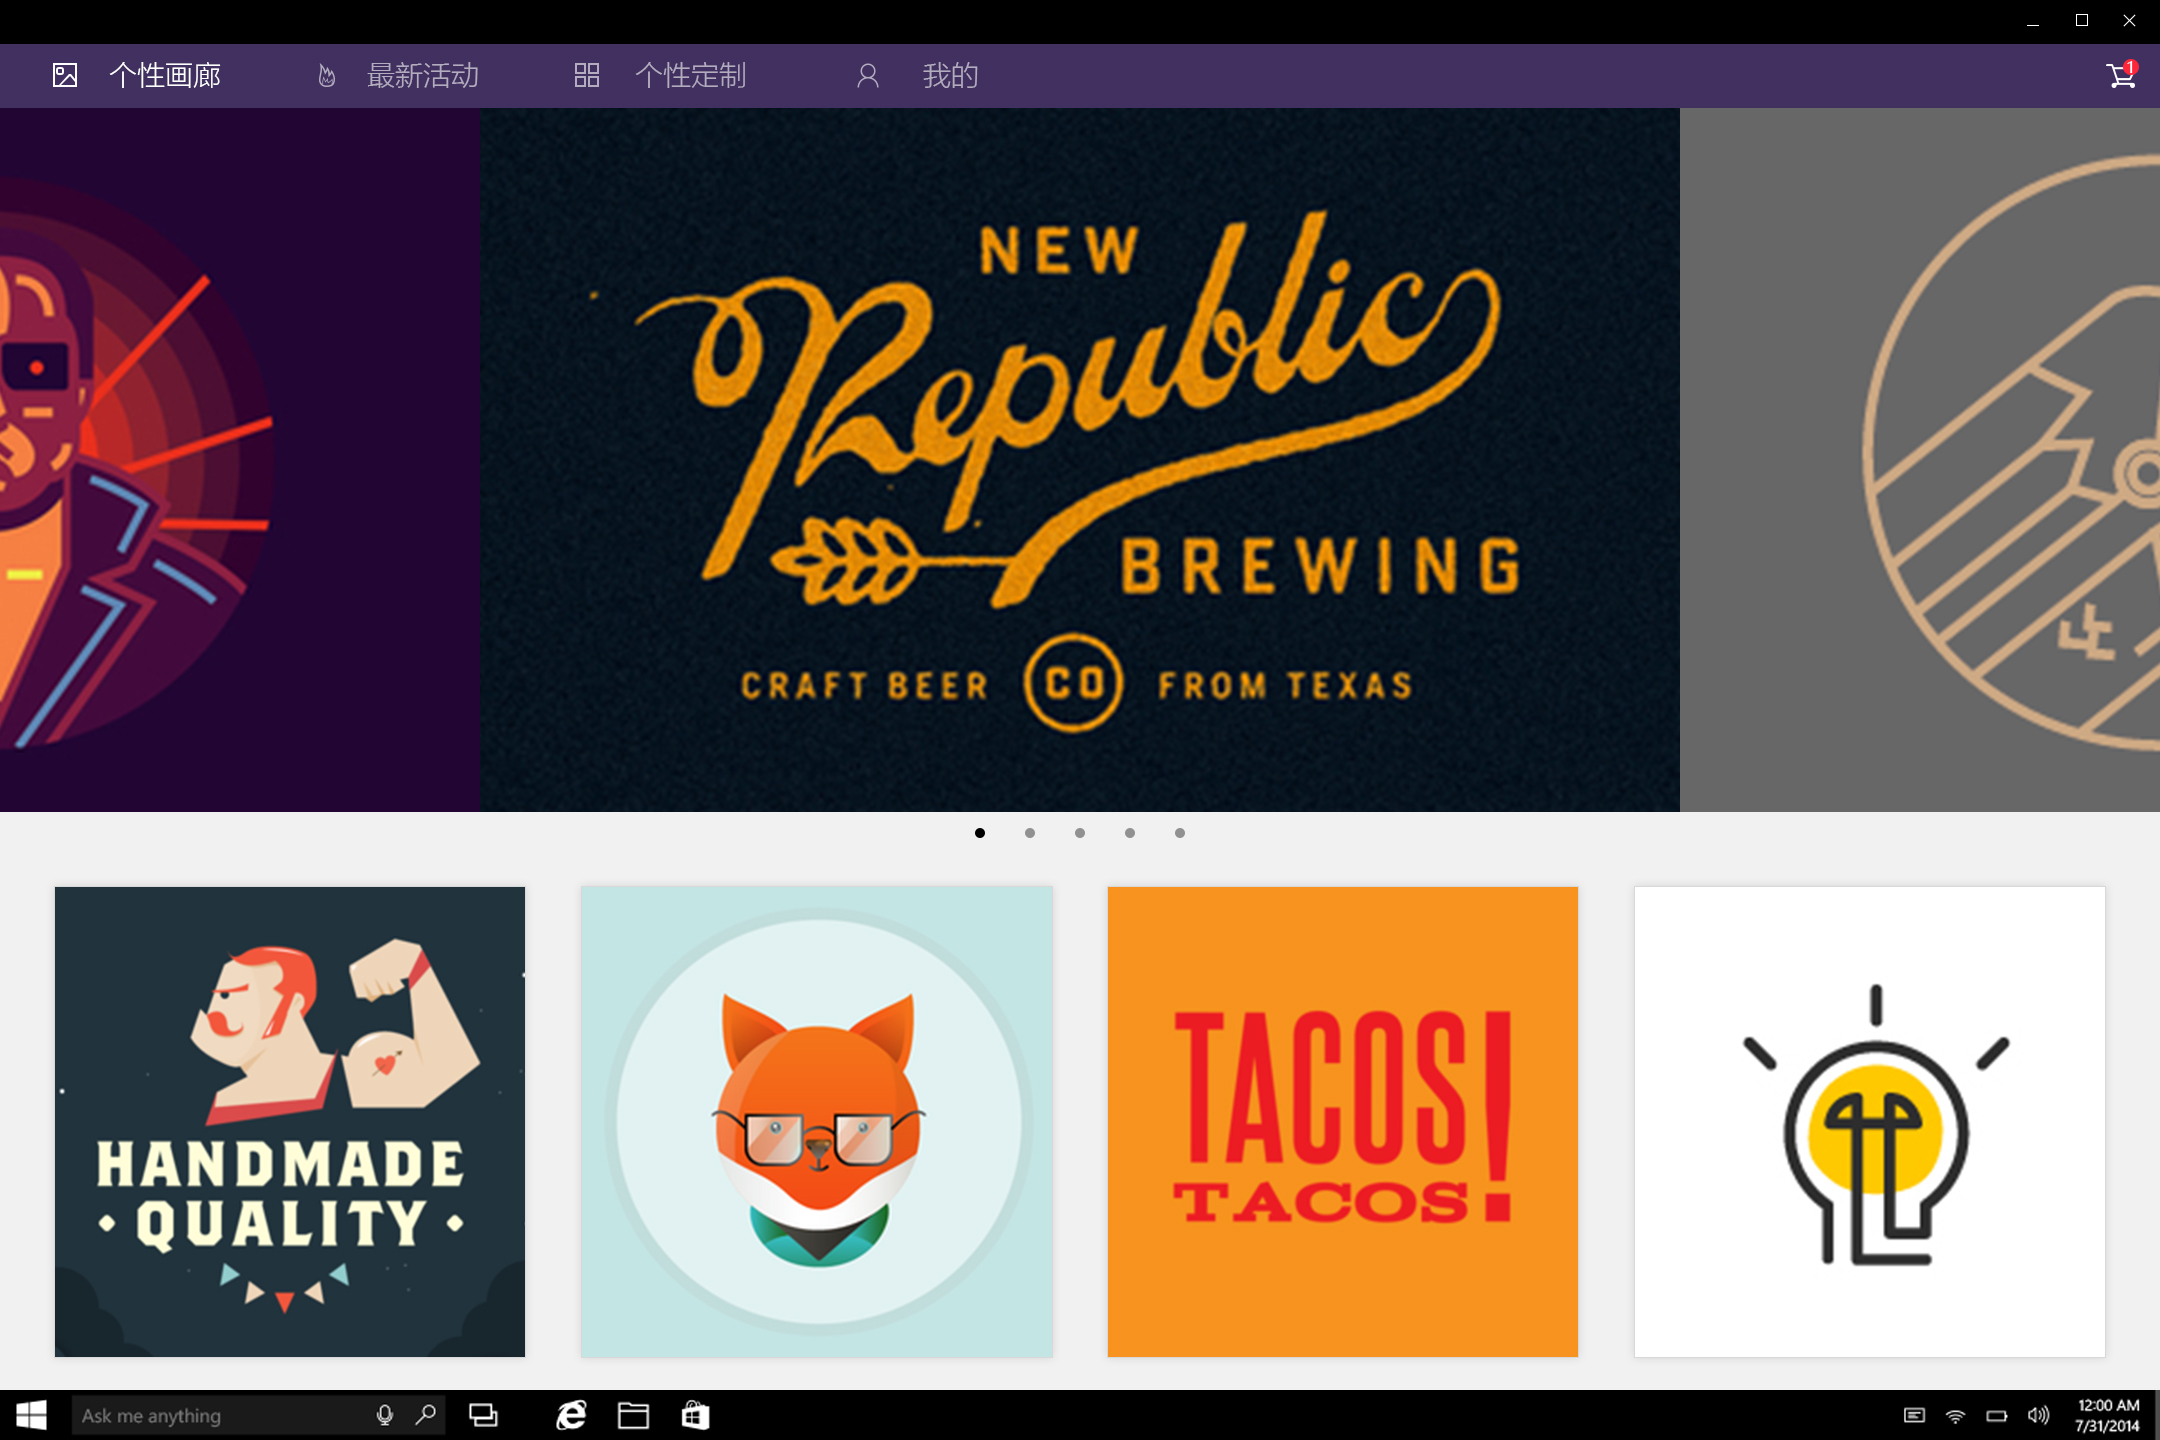 个性画廊
最新活动
个性定制
我的
1
NEW
Republic
BREWING
CRAFT BEER CO FROM TEXAS
HANDMADE
QUALITY
TACOS!
TACOS
Ask me anything
12:00 AM
7/31/2014